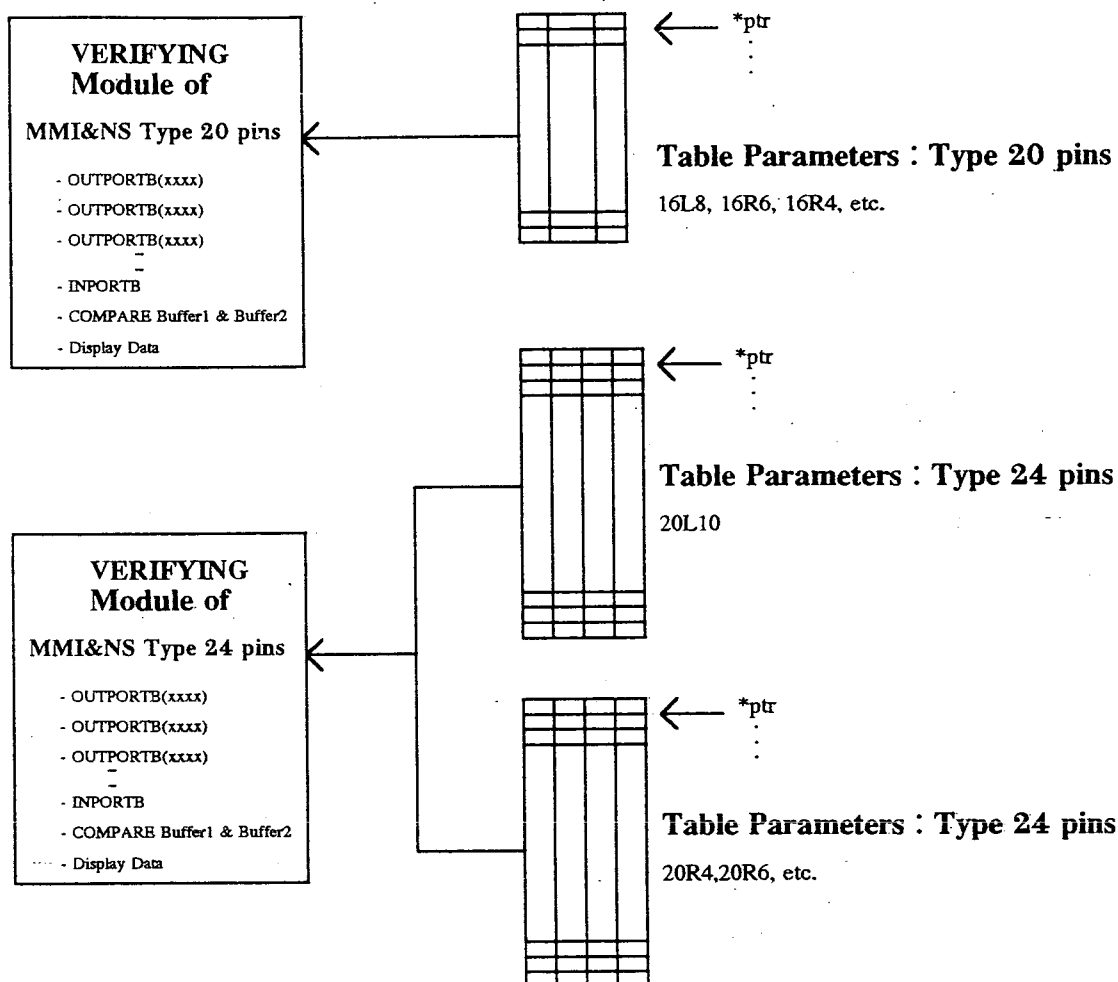 VERIFYING
Module of
MMI&NS Type 20 pins
- OUTPORTB(xxxx)
- OUTPORTB(xxxx)
- OUTPORTB(xxxx)
- INPORTB
- COMPARE Buffer1 & Buffer2
- Display Data
*ptr
Table Parameters : Type 20 pins
16L8, 16R6, 16R4, etc.
*ptr
Table Parameters : Type 24 pins
20L10
VERIFYING
Module of
MMI&NS Type 24 pins
- OUTPORTB(xxxx)
- OUTPORTB(xxxx)
- OUTPORTB(xxxx)
- INPORTB
- COMPARE Buffer1 & Buffer2
- Display Data
*ptr
Table Parameters : Type 24 pins
20R4,20R6, etc.